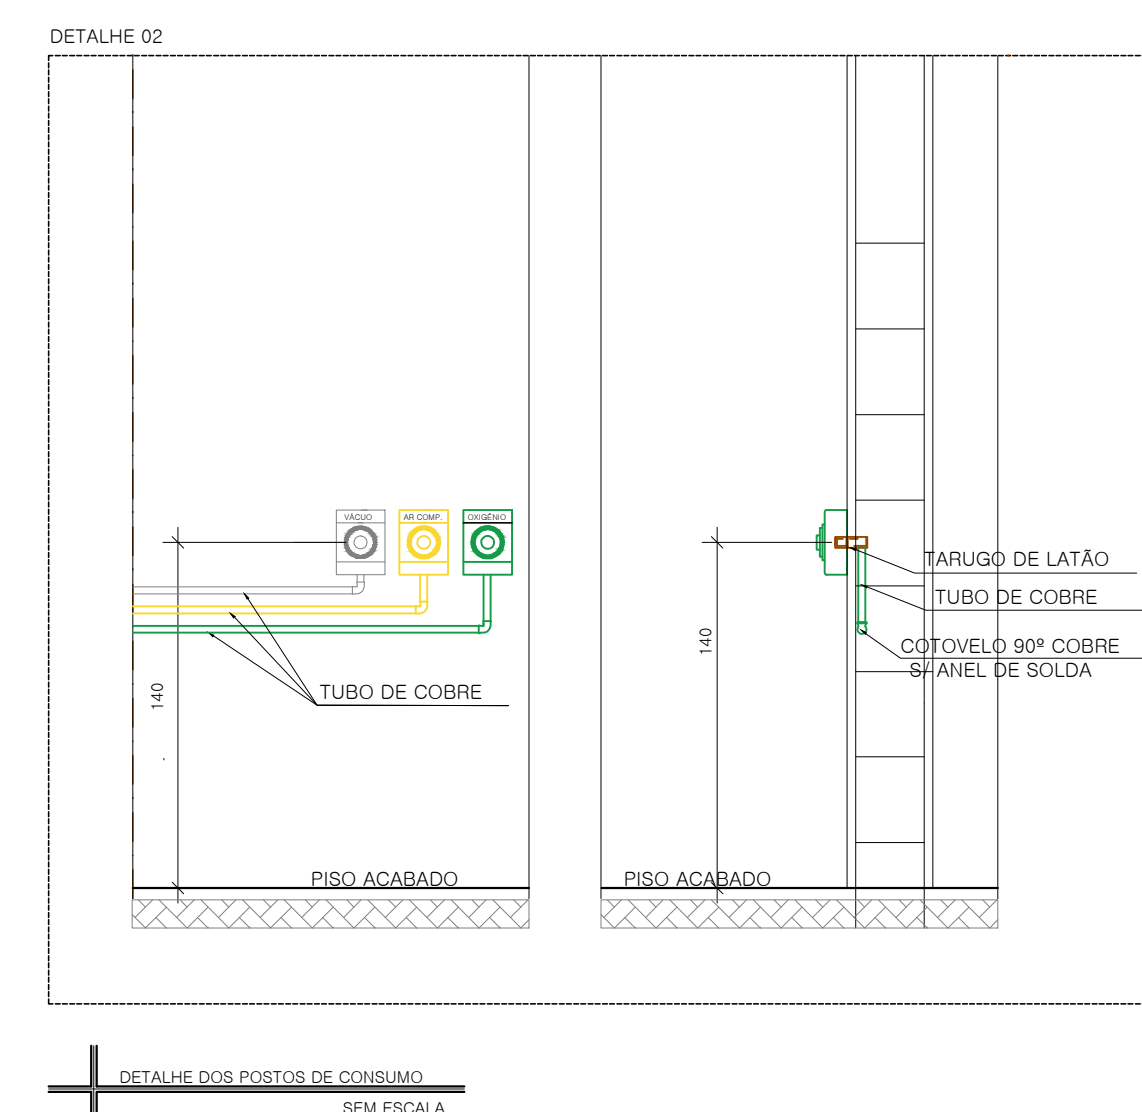 DETALHE 02
VÁCUO
AR COMP.
OXIGÊNIO
TUBO DE COBRE
140
PISO ACABADO
140
TARUGO DE LATÃO
TUBO DE COBRE
COTOVELO 90º COBRE
S/ ANEL DE SOLDA
PISO ACABADO
DETALHE DOS POSTOS DE CONSUMO
SEM ESCALA